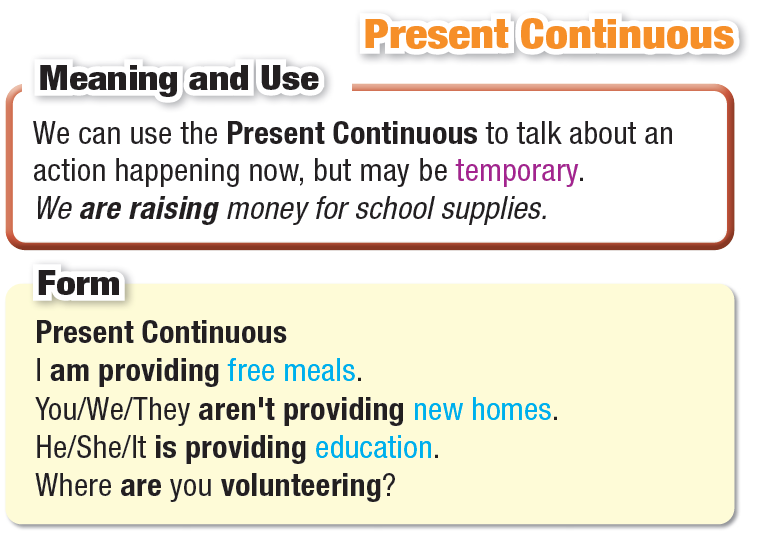 Present Continuous
Meaning and Use
We can use the Present Continuous to talk about an
action happening now, but may be temporary.
We are raising money for school supplies.
Form
Present Continuous
I am providing free meals.
You/We/They aren't providing new homes.
He/She/It is providing education.
Where are you volunteering?